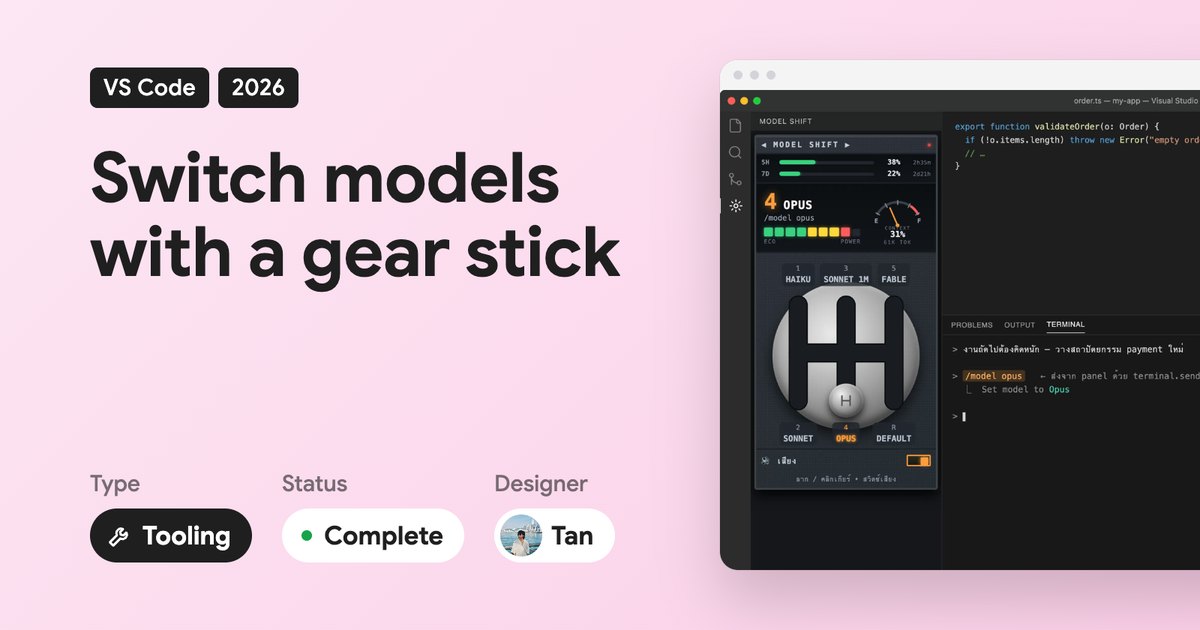 VS Code 2026
Switch models
with a gear stick
Type
Tooling
Status
Complete
Designer
Tan
order.ts — my-app — Visual Studio
MODEL SHIFT
◀ MODEL SHIFT ▶
5H 38% 2h35m
7D 22% 2d21h
4 OPUS
/model opus
ECO POWER
E F
CONTEXT
31%
61K TOK
1 3 5
HAIKU SONNET 1M FABLE
H
2 4 R
SONNET OPUS DEFAULT
เสียง
ลาก / คลิกเกียร์ • สวิตช์เสียง
export function validateOrder(o: Order) {
if (!o.items.length) throw new Error("empty ord
// …
}
PROBLEMS OUTPUT TERMINAL
> งานถัดไปต้องคิดหนัก — วางสถาปัตยกรรม payment ใหม่
> /model opus ← ส่งจาก panel ด้วย terminal.send
⎣ Set model to Opus
>